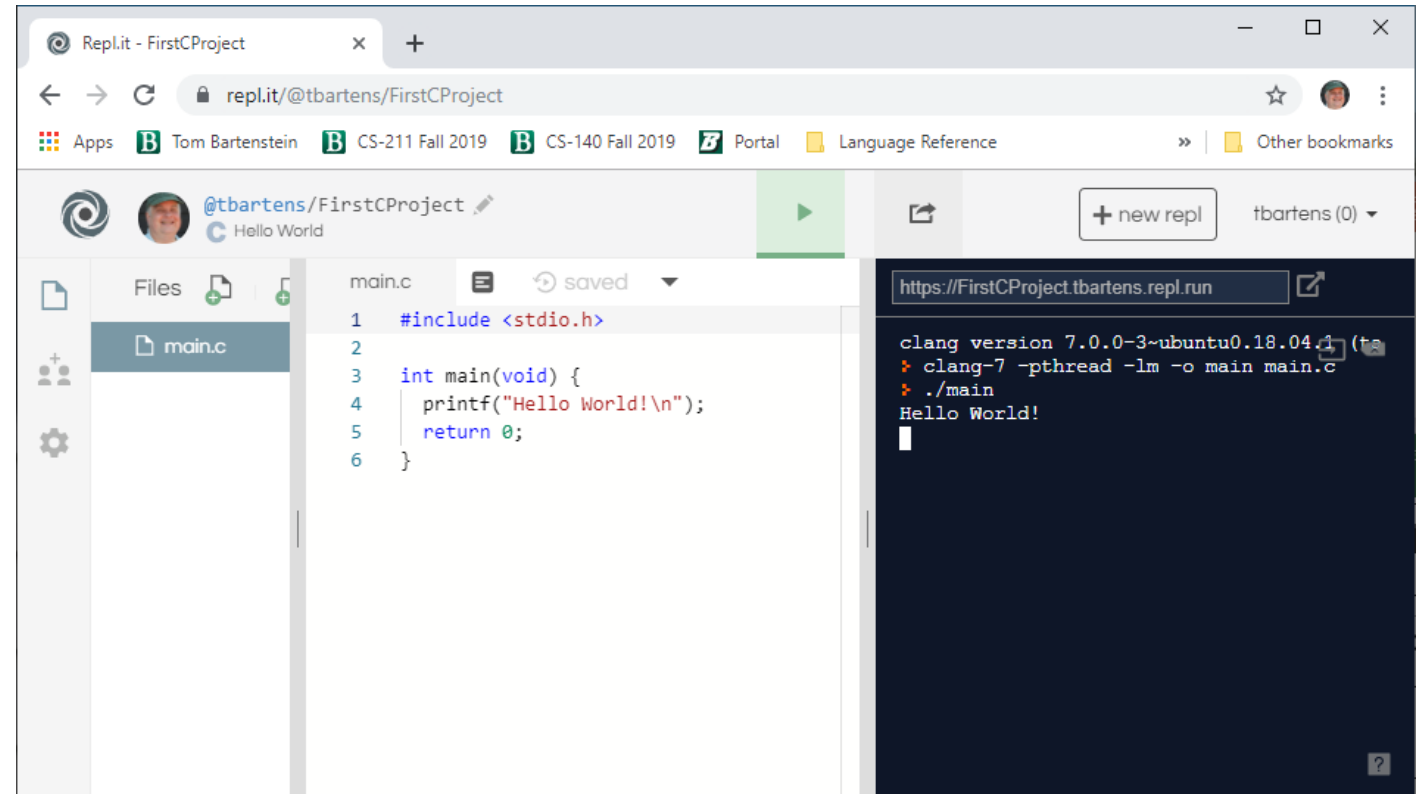 Repl.it - FirstCProject
repl.it/@tbartens/FirstCProject
Apps Tom Bartenstein CS-211 Fall 2019 CS-140 Fall 2019 Portal Language Reference » Other bookmarks
@tbartens/FirstCProject
C Hello World
+ new repl
tbartens (0)
Files
main.c
main.c
saved
1 #include <stdio.h>
2
3 int main(void) {
4 printf("Hello World!\n");
5 return 0;
6 }
https://FirstCProject.tbartens.repl.run
clang version 7.0.0-3~ubuntu0.18.04.1
> clang-7 -pthread -lm -o main main.c
> ./main
Hello World!
?